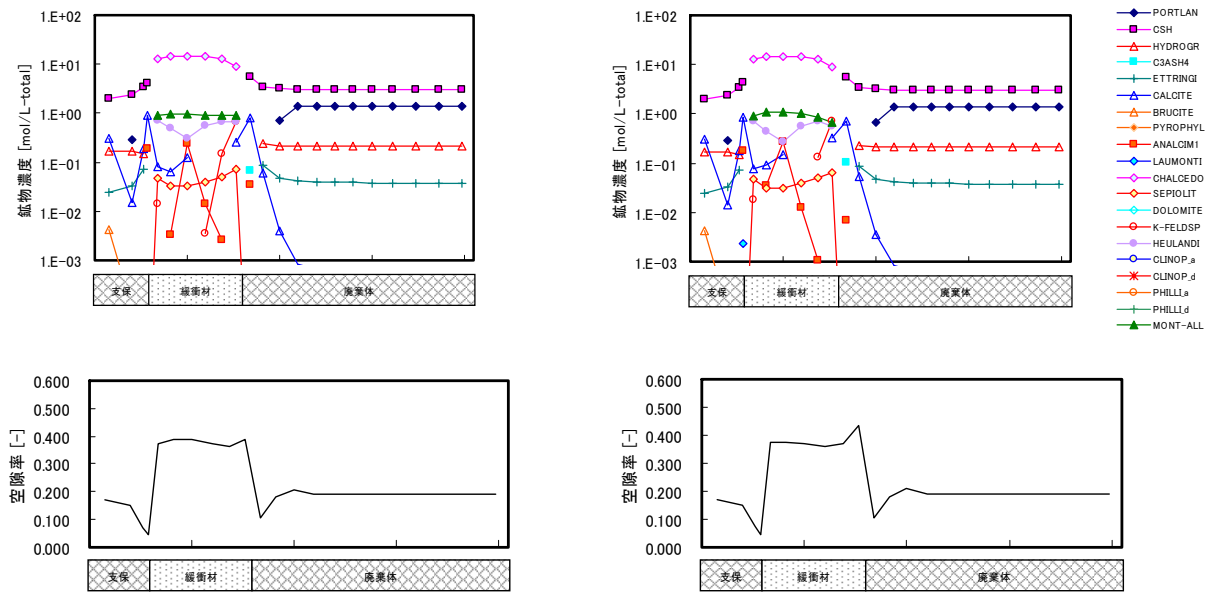 1.E+02
1.E+01
1.E+00
1.E-01
1.E-02
1.E-03
鉱物濃度 [mol/L-total]
支保
緩衝材
廃棄体
1.E+02
1.E+01
1.E+00
1.E-01
1.E-02
1.E-03
鉱物濃度 [mol/L-total]
支保
緩衝材
廃棄体
PORTLAN
CSH
HYDROGR
C3ASH4
ETTRINGI
CALCITE
BRUCITE
PYROPHYL
ANALCIM1
LAUMONTI
CHALCEDO
SEPIOLIT
DOLOMITE
K-FELDSP
HEULANDI
CLINOP_a
CLINOP_d
PHILLI_a
PHILLI_d
MONT-ALL
0.600
0.500
0.400
0.300
0.200
0.100
0.000
空隙率 [-]
支保
緩衝材
廃棄体
0.600
0.500
0.400
0.300
0.200
0.100
0.000
空隙率 [-]
支保
緩衝材
廃棄体